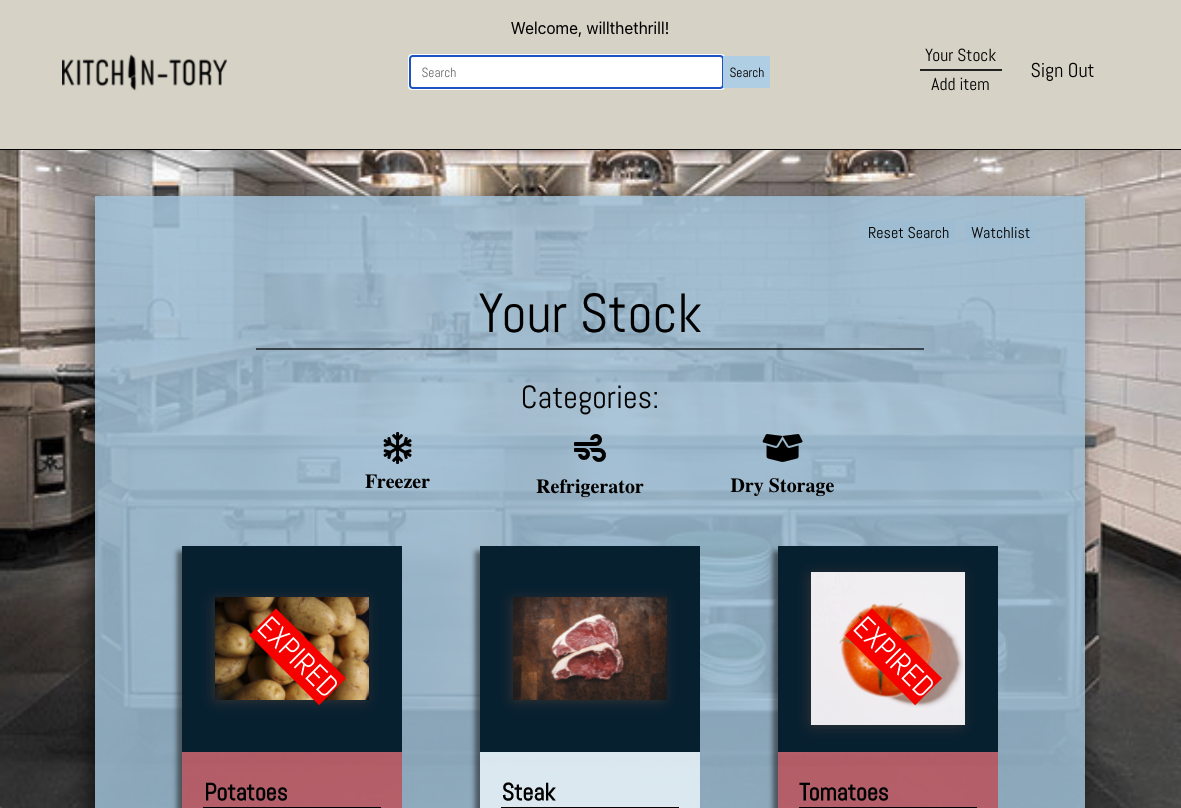 Welcome, willthethrill!
KITCHIN-TORY
Search
Search
Your Stock
Add item
Sign Out
Reset Search
Watchlist
Your Stock
Categories:
Freezer
Refrigerator
Dry Storage
EXPIRED
EXPIRED
Potatoes
Steak
Tomatoes